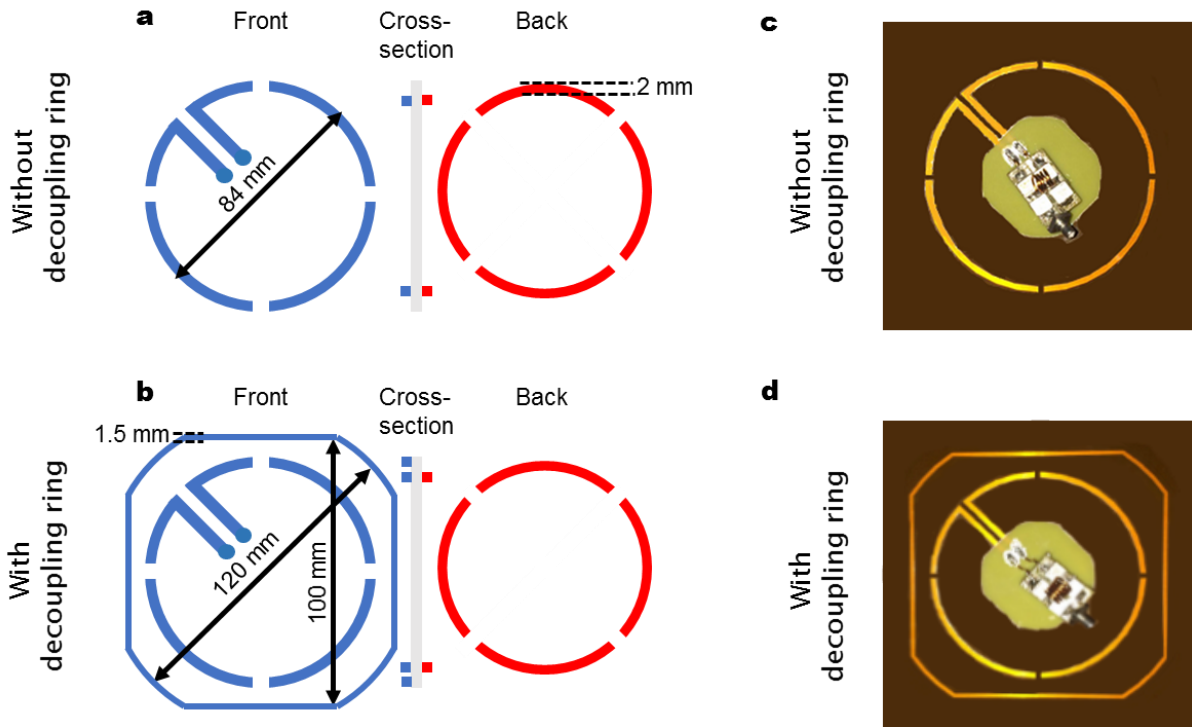 a
Front
Cross-
section
Back
c
Without
decoupling ring
84 mm
2 mm
Without
decoupling ring
b
Front
Cross-
section
Back
d
With
decoupling ring
1.5 mm
120 mm
100 mm
With
decoupling ring